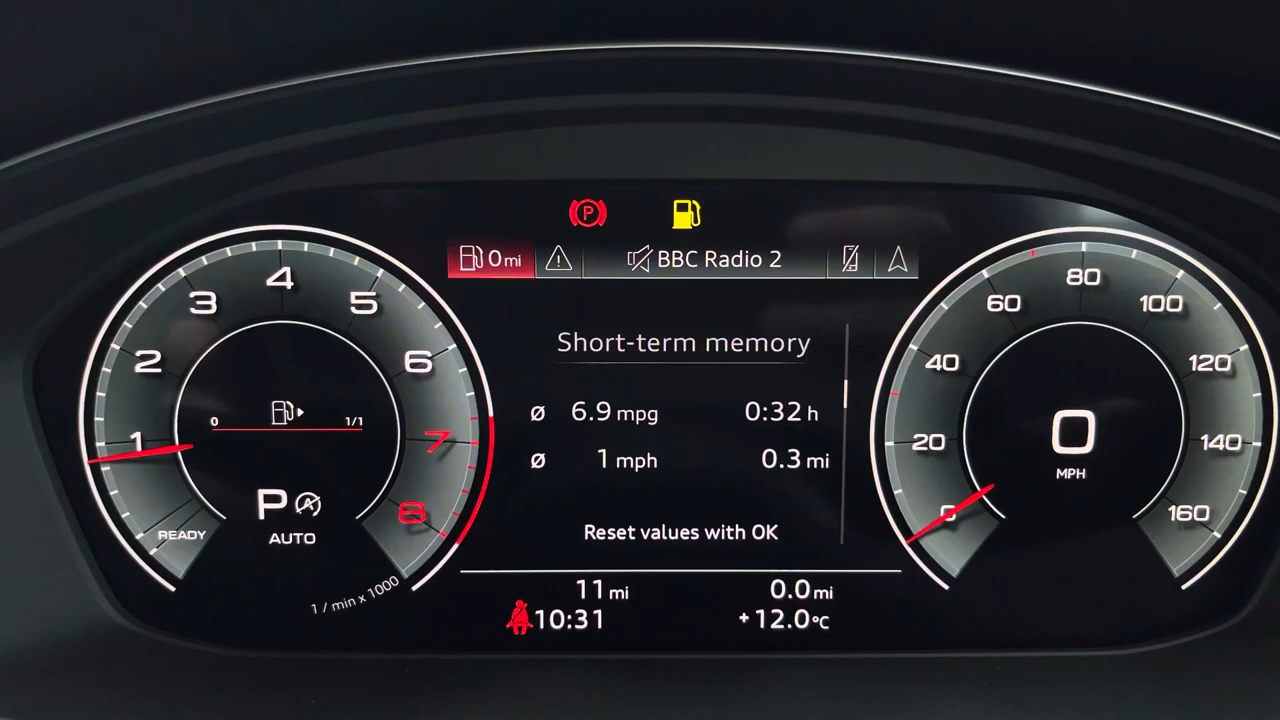 P
0 mi
BBC Radio 2
1
2
3
4
5
6
7
8
READY
0 1/1
P A
AUTO
1 / min x 1000
Short-term memory
ø 6.9 mpg 0:32 h
ø 1 mph 0.3 mi
Reset values with OK
11 mi 0.0 mi
10:31 +12.0°C
0
20
40
60
80
100
120
140
160
0
MPH